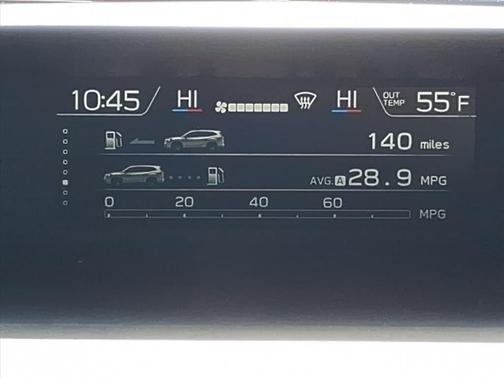 10:45 HI HI OUT TEMP 55°F
140 miles
AVG. A 28.9 MPG
0 20 40 60 MPG